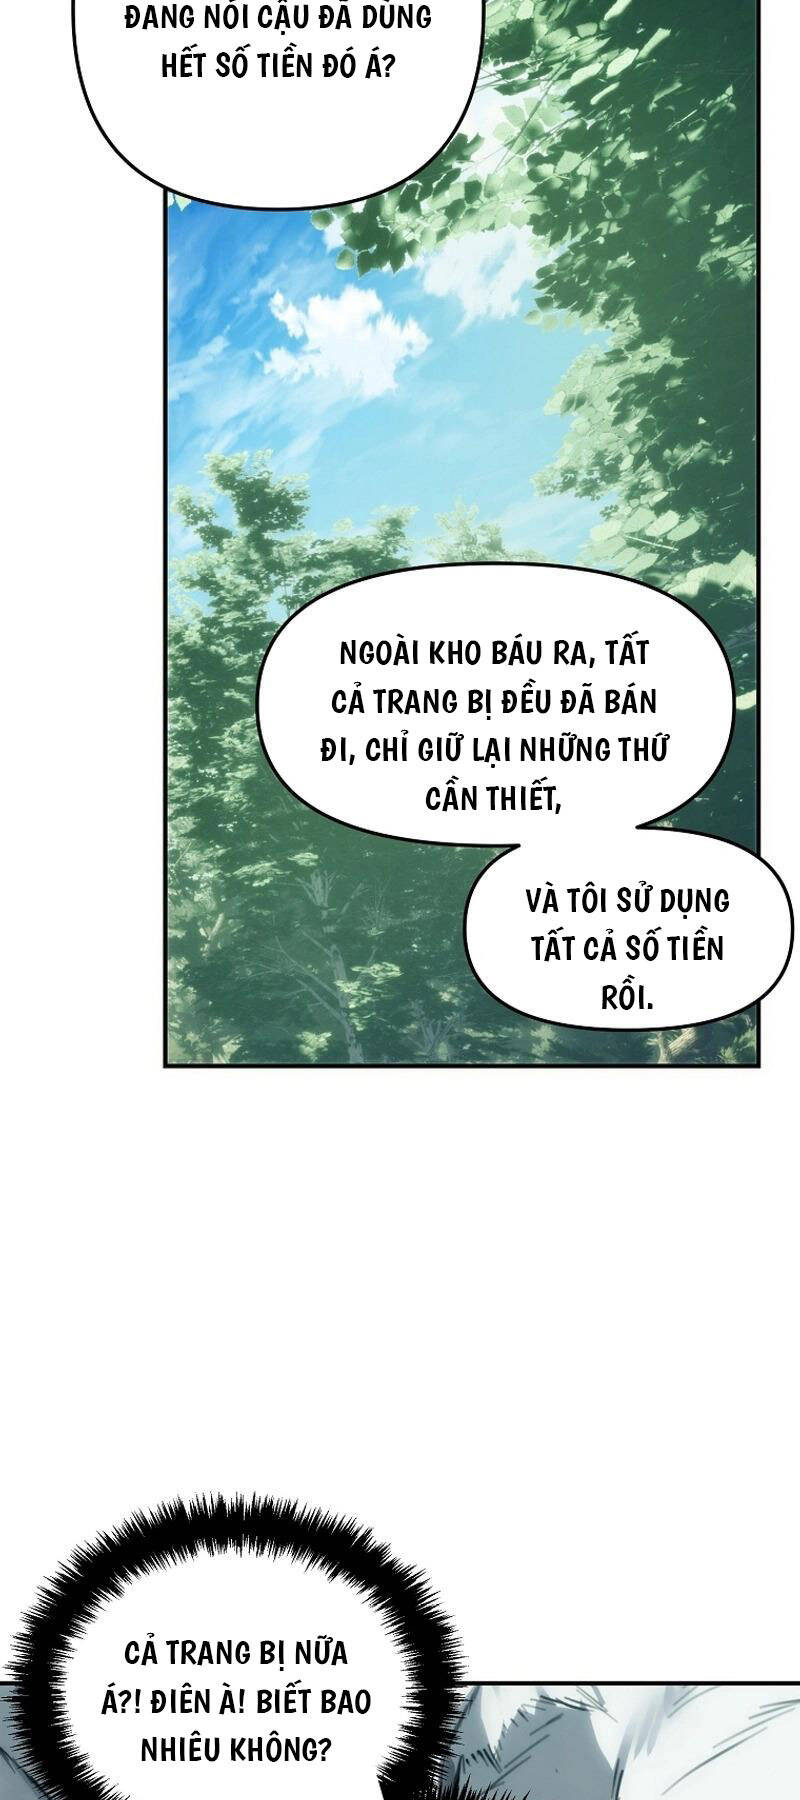 ĐANG NÓI CẬU ĐÃ DÙNG
HẾT SỐ TIỀN ĐÓ Á?
NGOÀI KHO BÁU RA, TẤT
CẢ TRANG BỊ ĐỀU ĐÃ BÁN
ĐI, CHỈ GIỮ LẠI NHỮNG THỨ
CẦN THIẾT,
VÀ TÔI SỬ DỤNG
TẤT CẢ SỐ TIỀN
RỒI.
CẢ TRANG BỊ NỮA
Á?! ĐIÊN À! BIẾT BAO
NHIÊU KHÔNG?